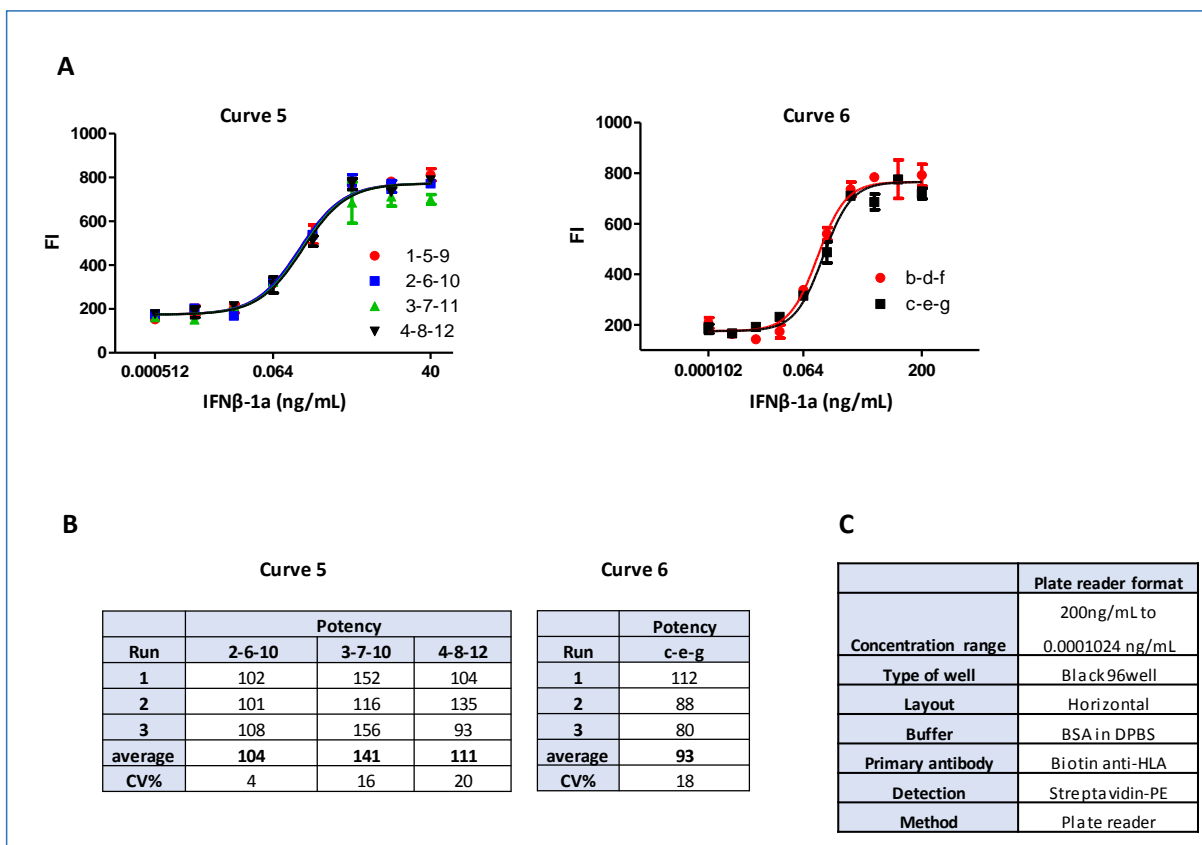 A
Curve 5
1000
800
600
400
200
0
FI
1-5-9
2-6-10
3-7-11
4-8-12
0.000512 0.064 40
IFNβ-1a (ng/mL)
Curve 6
1000
800
600
400
200
FI
b-d-f
c-e-g
0.000102 0.064 200
IFNβ-1a (ng/mL)
B
Curve 5
Potency
Run 2-6-10 3-7-10 4-8-12
1 102 152 104
2 101 116 135
3 108 156 93
average 104 141 111
CV% 4 16 20
Curve 6
Potency
Run c-e-g
1 112
2 88
3 80
average 93
CV% 18
C
Plate reader format
200ng/mL to
Concentration range 0.0001024 ng/mL
Type of well Black 96well
Layout Horizontal
Buffer BSA in DPBS
Primary antibody Biotin anti-HLA
Detection Streptavidin-PE
Method Plate reader